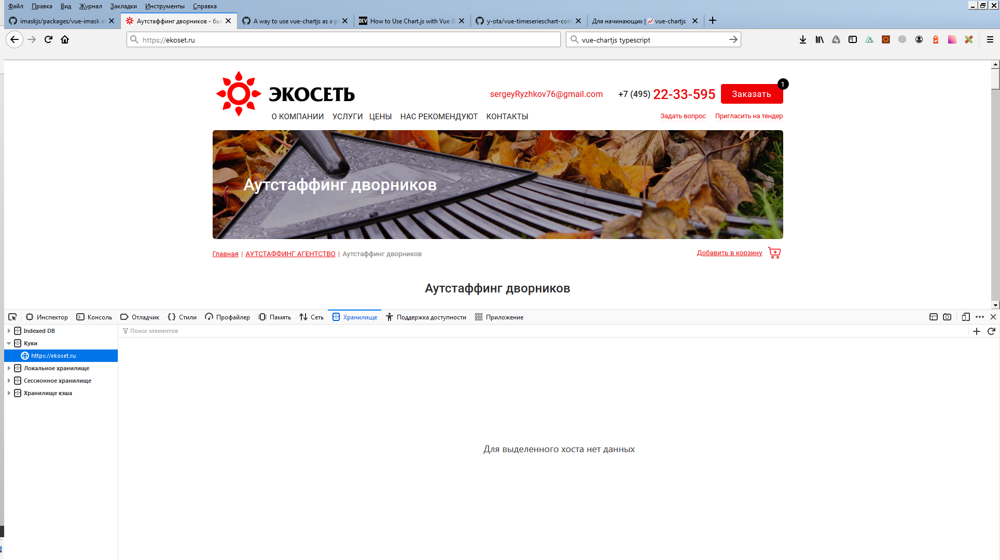 Файл Правка Вид Журнал Закладки Инструменты Справка
imaskjs/packages/vue-imask at Аутстаффинг дворников - бы A way to use vue-chartjs as a pl DEV How to Use Chart.js with Vue & y-ota/vue-timeserieschart-com Для начинающих | vue-chartjs
https://ekoset.ru vue-chartjs typescript
ЭКОСЕТЬ sergeyRyzhkov76@gmail.com +7 (495) 22-33-595 Заказать 1
О КОМПАНИИ УСЛУГИ ЦЕНЫ НАС РЕКОМЕНДУЮТ КОНТАКТЫ Задать вопрос Пригласить на тендер
Аутстаффинг дворников
Главная | АУТСТАФФИНГ АГЕНТСТВО | Аутстаффинг дворников Добавить в корзину
Аутстаффинг дворников
Инспектор Консоль Отладчик Стили Профайлер Память Сеть Хранилище Поддержка доступности Приложение
Indexed DB Поиск элементов
Куки
https://ekoset.ru
Локальное хранилище
Сессионное хранилище
Хранилище кэша
Для выделенного хоста нет данных